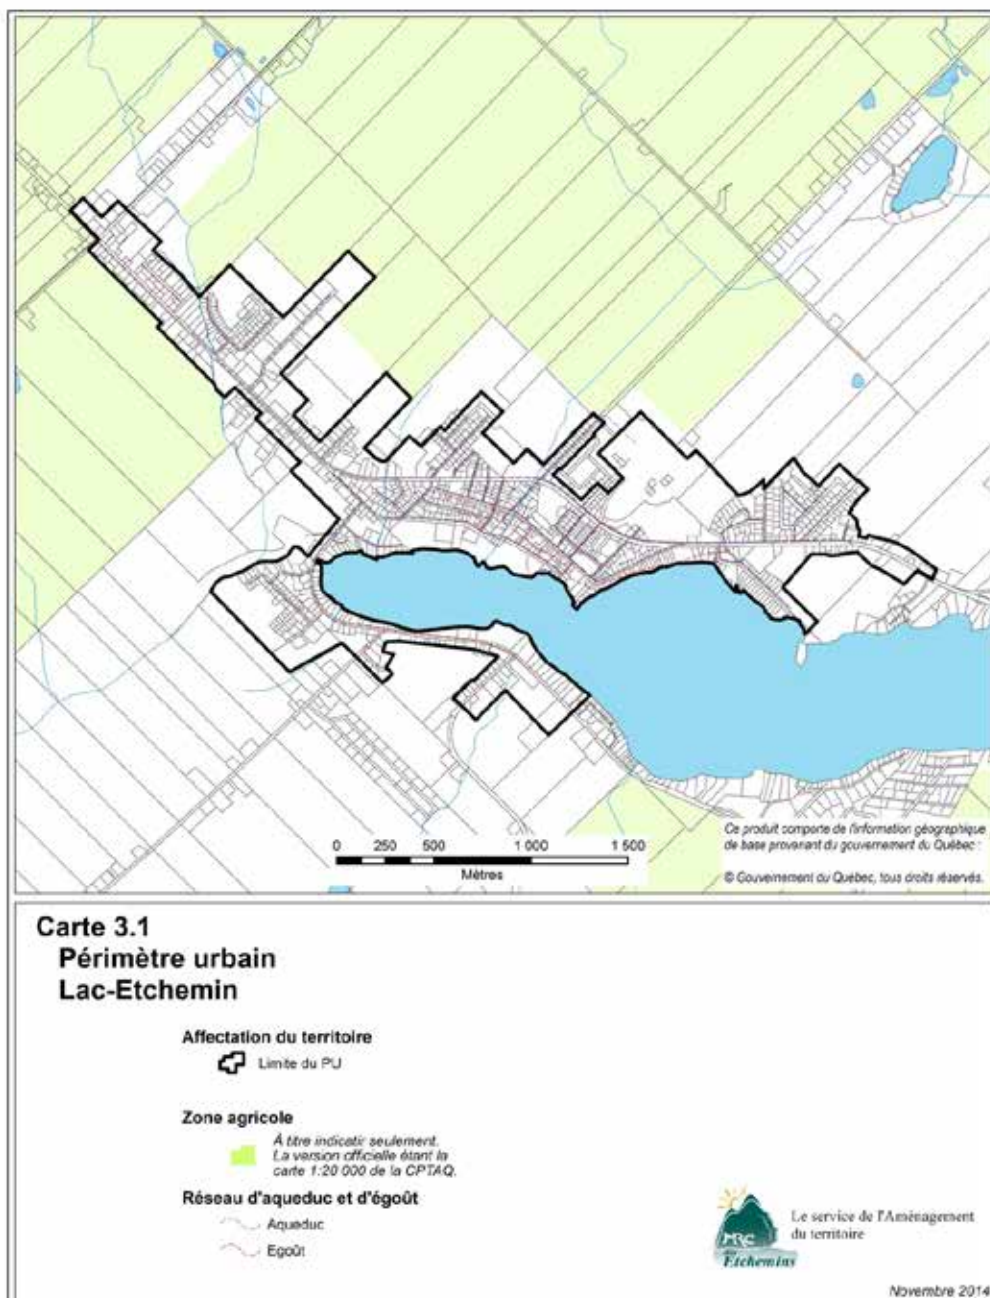 Ce produit comporte de l'information géographique
de base provenant du gouvernement du Québec :
© Gouvernement du Québec, tous droits réservés.
0 250 500 1 000 1 500
Mètres
Carte 3.1
Périmètre urbain
Lac-Etchemin
Affectation du territoire
Limite du PU
Zone agricole
À titre indicatif seulement.
La version officielle étant la
carte 1:20 000 de la CPTAQ.
Réseau d'aqueduc et d'égoût
Aqueduc
Egoût
MRC
des
Etchemins
Le service de l'Aménagement
du territoire
Novembre 2014